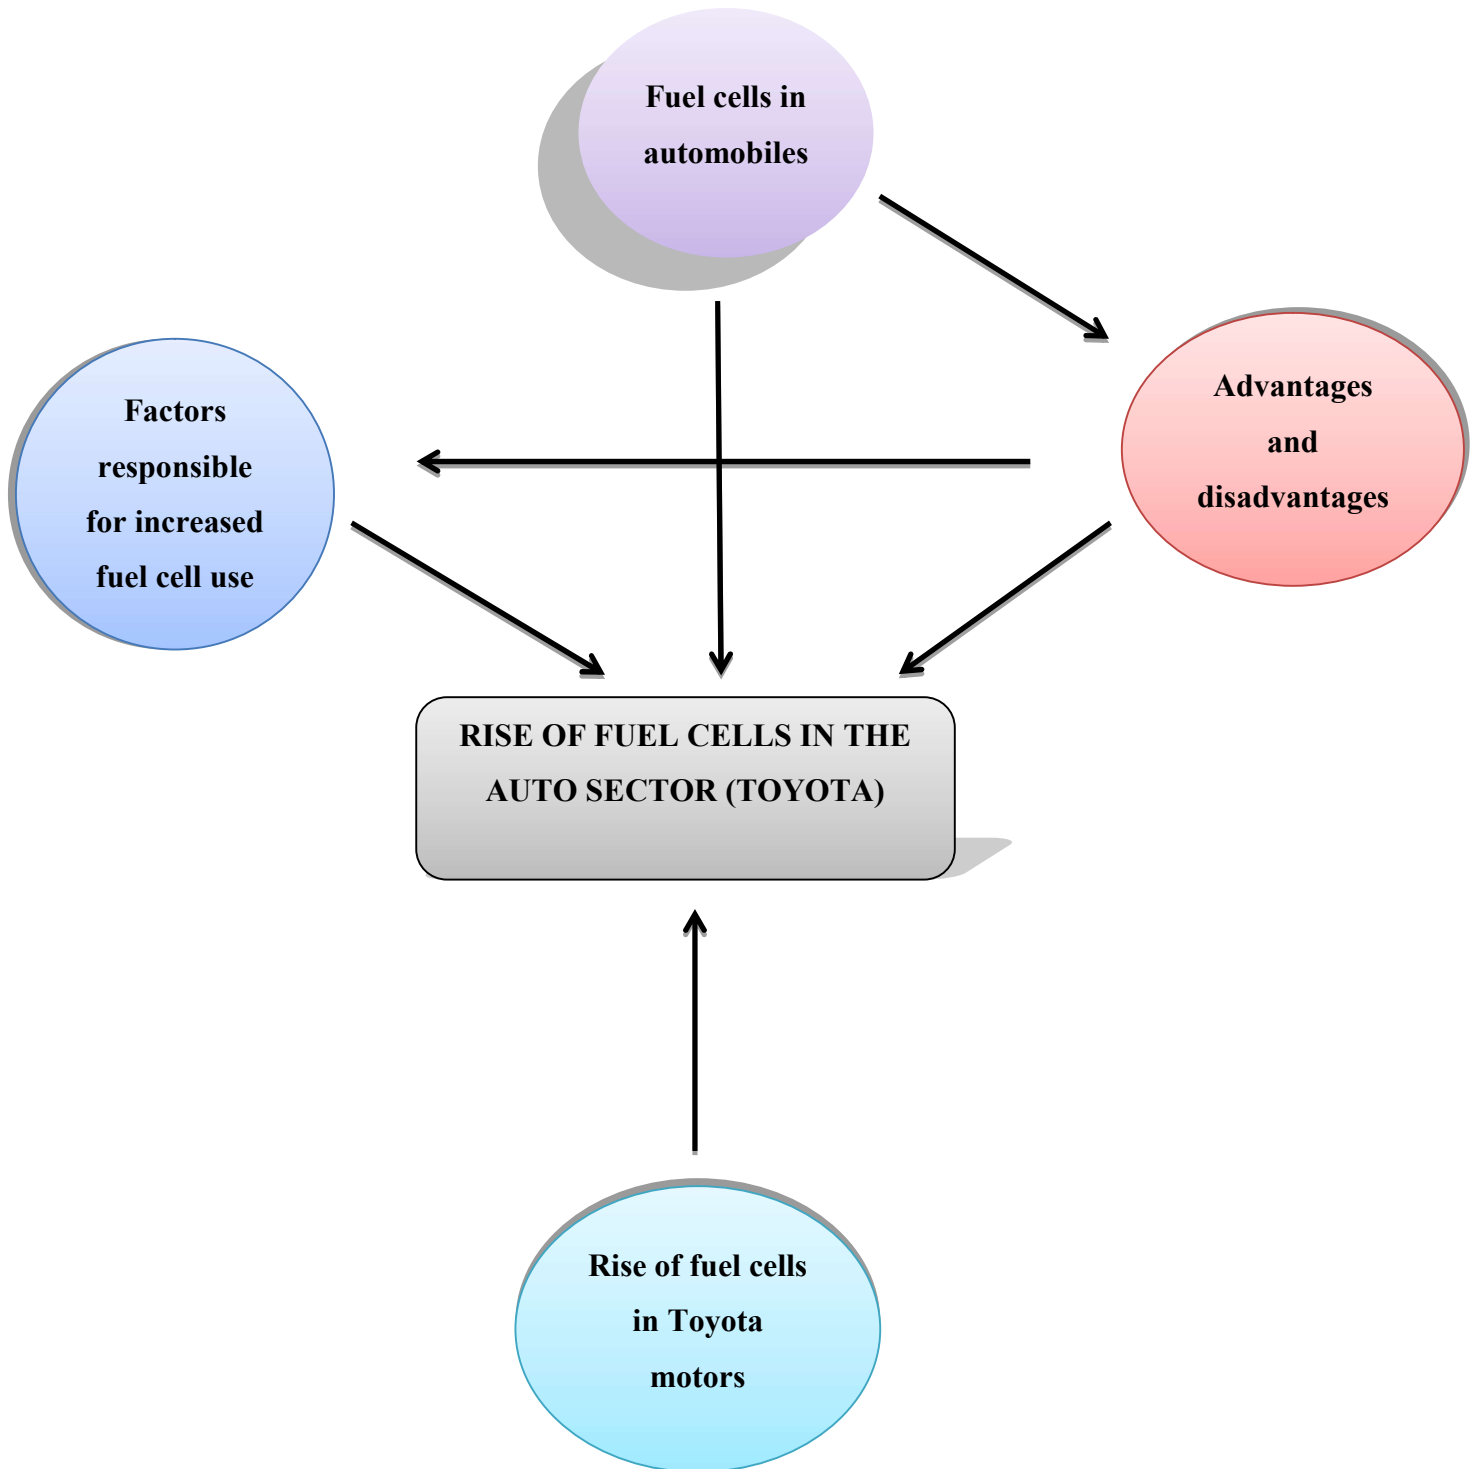 Fuel cells in
automobiles
Factors
responsible
for increased
fuel cell use
Advantages
and
disadvantages
RISE OF FUEL CELLS IN THE
AUTO SECTOR (TOYOTA)
Rise of fuel cells
in Toyota
motors